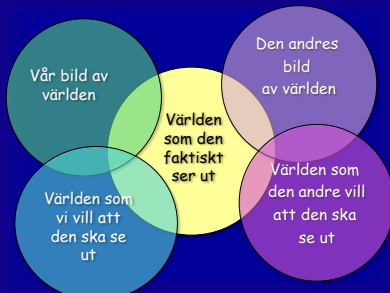 Vår bild av
världen
Den andres
bild
av världen
Världen
som den
faktiskt
ser ut
Världen som
vi vill att
den ska se
ut
Världen som
den andre vill
att den ska
se ut